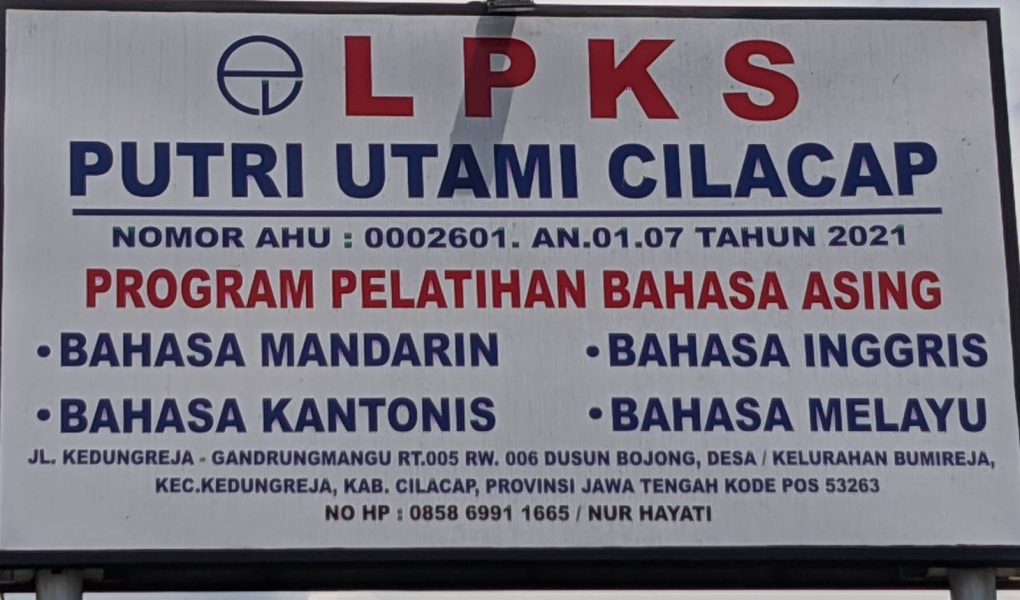 LPKS
PUTRI UTAMI CILACAP
NOMOR AHU : 0002601. AN.01.07 TAHUN 2021
PROGRAM PELATIHAN BAHASA ASING
• BAHASA MANDARIN • BAHASA INGGRIS
• BAHASA KANTONIS • BAHASA MELAYU
JL. KEDUNGREJA - GANDRUNGMANGU RT.005 RW. 006 DUSUN BOJONG, DESA / KELURAHAN BUMIREJA,
KEC.KEDUNGREJA, KAB. CILACAP, PROVINSI JAWA TENGAH KODE POS 53263
NO HP : 0858 6991 1665 / NUR HAYATI